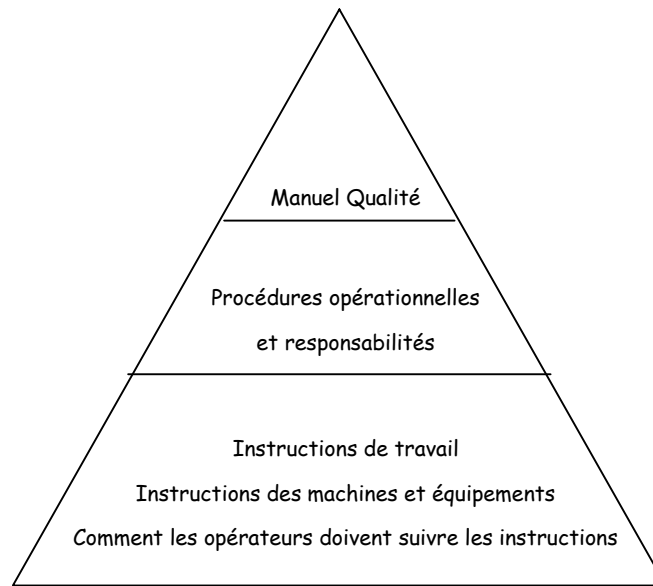 Manuel Qualité
Procédures opérationnelles
et responsabilités
Instructions de travail
Instructions des machines et équipements
Comment les opérateurs doivent suivre les instructions